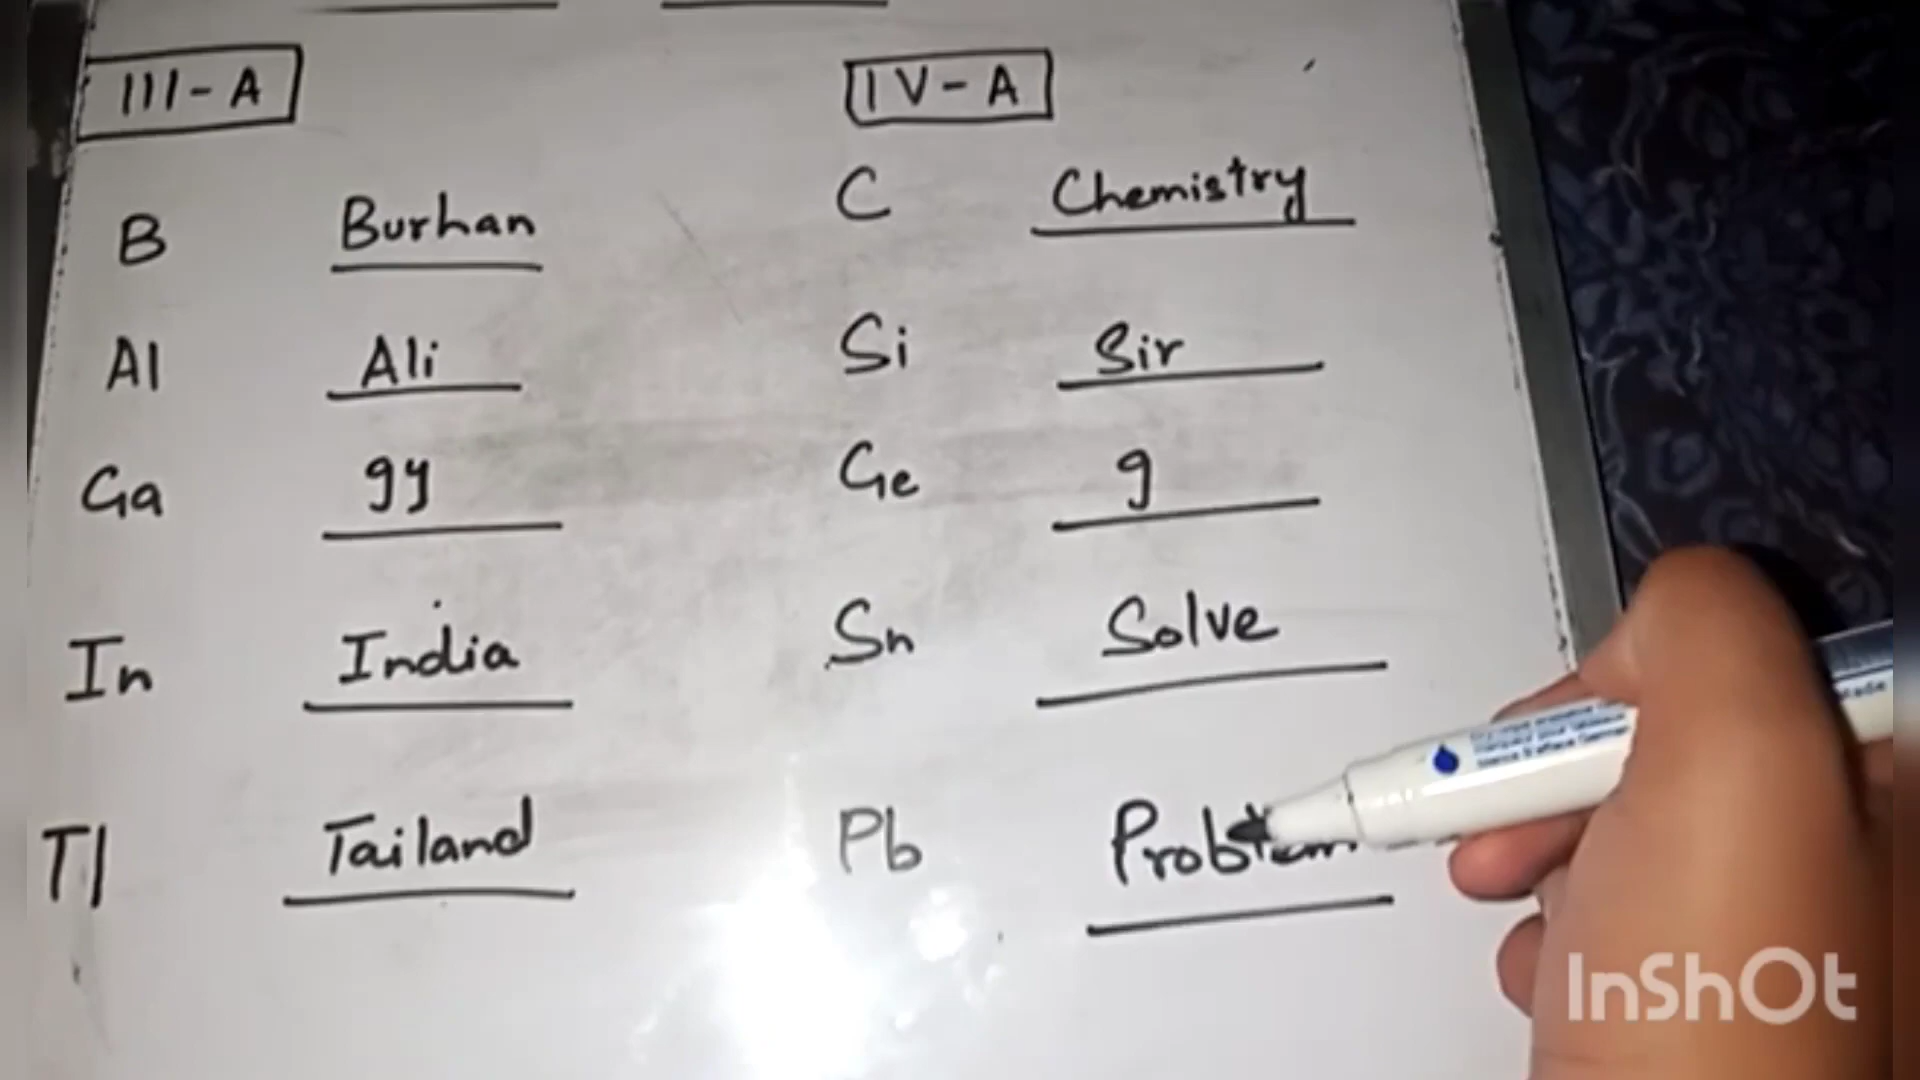 III-A
IV-A
B Burhan
C Chemistry
Al Ali
Si Sir
Ga gy
Ge g
In India
Sn Solve
Tl Tailand
Pb Problem
InShOt